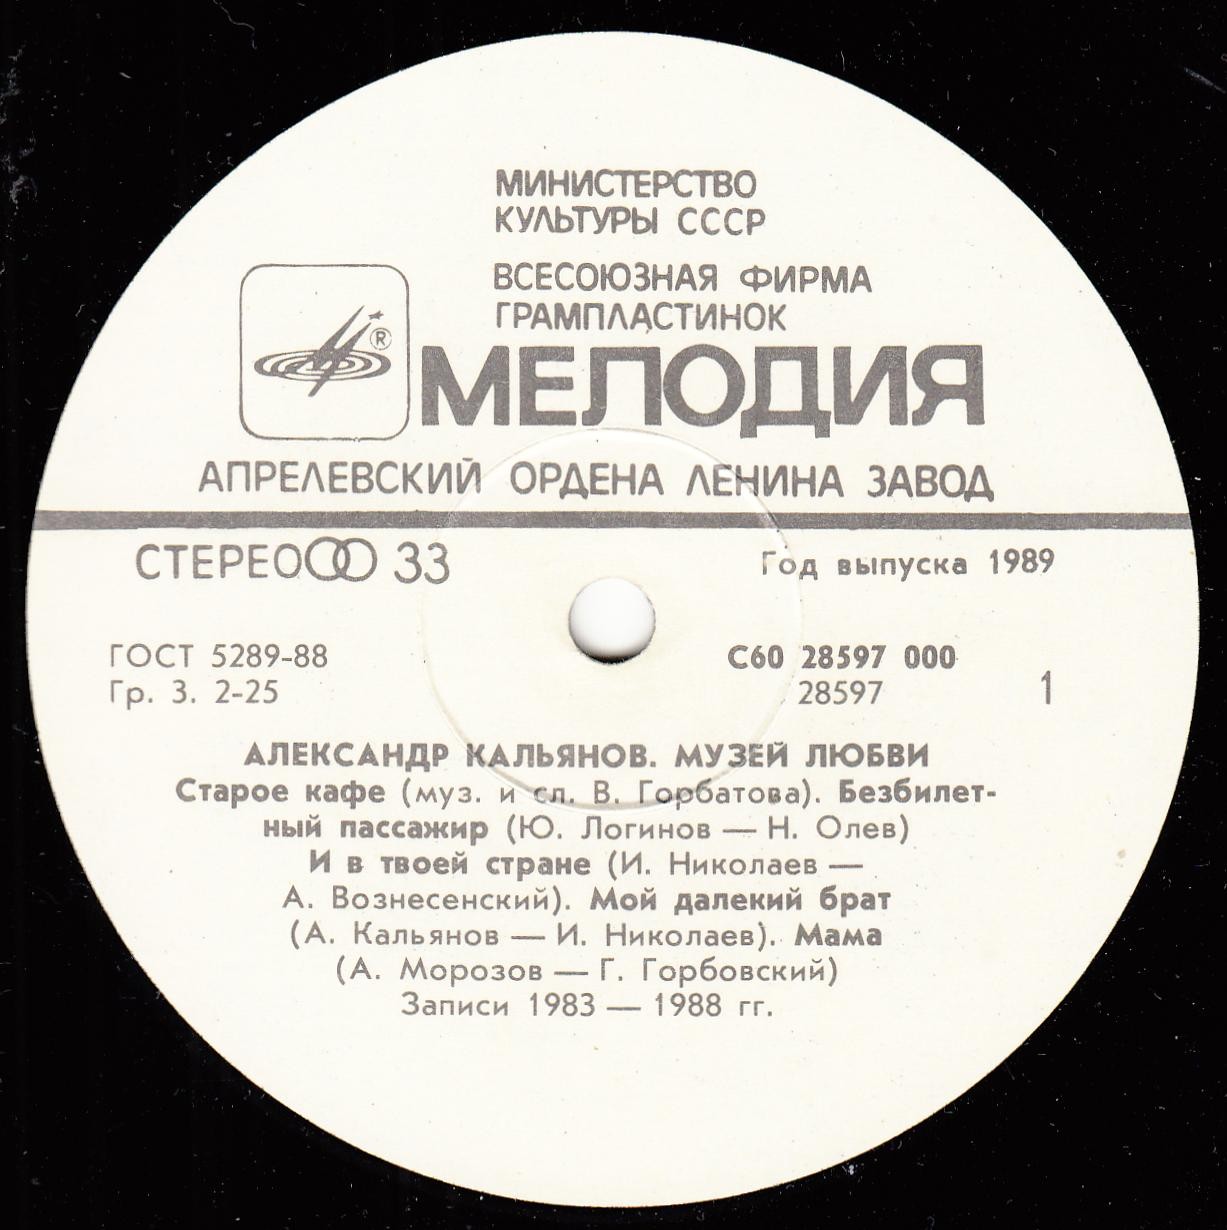 МИНИСТЕРСТВО
КУЛЬТУРЫ СССР
ВСЕСОЮЗНАЯ ФИРМА
ГРАМПЛАСТИНОК
®
МЕЛОДИЯ
АПРЕЛЕВСКИЙ ОРДЕНА ЛЕНИНА ЗАВОД
СТЕРЕО 33
Год выпуска 1989
ГОСТ 5289-88
Гр. 3. 2-25
С60 28597 000
28597
1
АЛЕКСАНДР КАЛЬЯНОВ. МУЗЕЙ ЛЮБВИ
Старое кафе (муз. и сл. В. Горбатова). Безбилет-
ный пассажир (Ю. Логинов — Н. Олев)
И в твоей стране (И. Николаев —
А. Вознесенский). Мой далекий брат
(А. Кальянов — И. Николаев). Мама
(А. Морозов — Г. Горбовский)
Записи 1983 — 1988 гг.